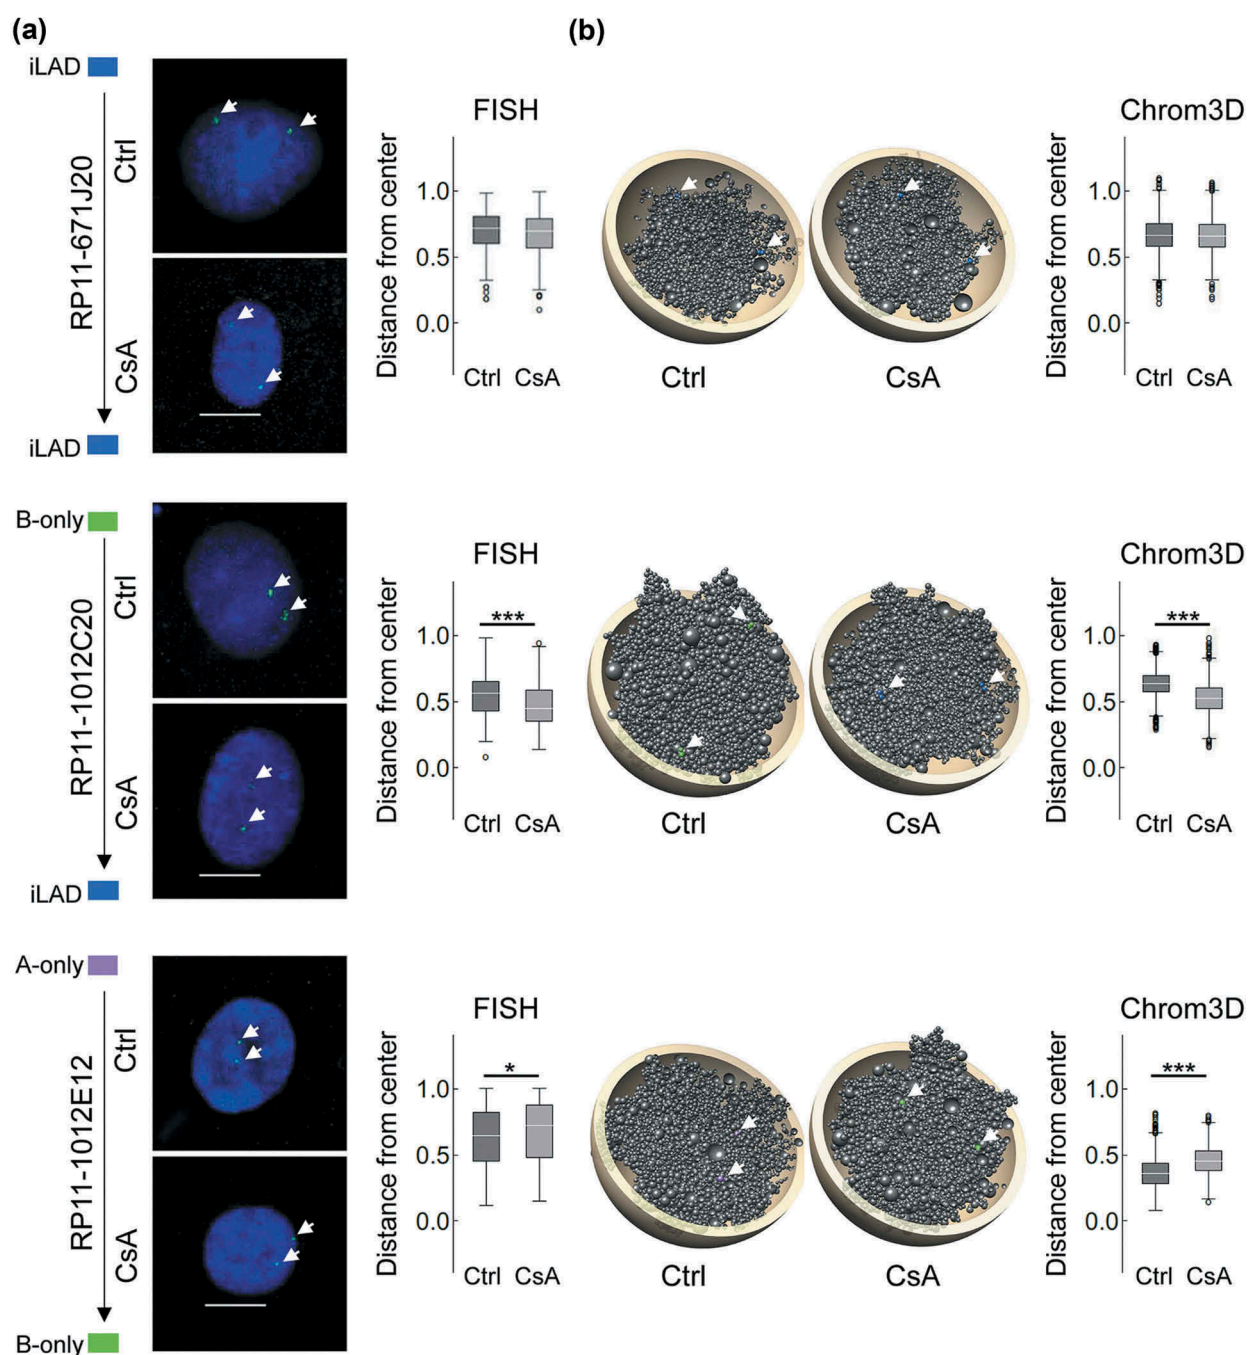 (a)
(b)
iLAD
RP11-671J20
Ctrl
CsA
iLAD
FISH
Distance from center
1.0
0.5
0.0
Ctrl
CsA
Ctrl
CsA
Chrom3D
Distance from center
1.0
0.5
0.0
Ctrl
CsA
B-only
RP11-1012C20
Ctrl
CsA
iLAD
FISH
***
Distance from center
1.0
0.5
0.0
Ctrl
CsA
Ctrl
CsA
Chrom3D
***
Distance from center
1.0
0.5
0.0
Ctrl
CsA
A-only
RP11-1012E12
Ctrl
CsA
B-only
FISH
*
Distance from center
1.0
0.5
0.0
Ctrl
CsA
Ctrl
CsA
Chrom3D
***
Distance from center
1.0
0.5
0.0
Ctrl
CsA